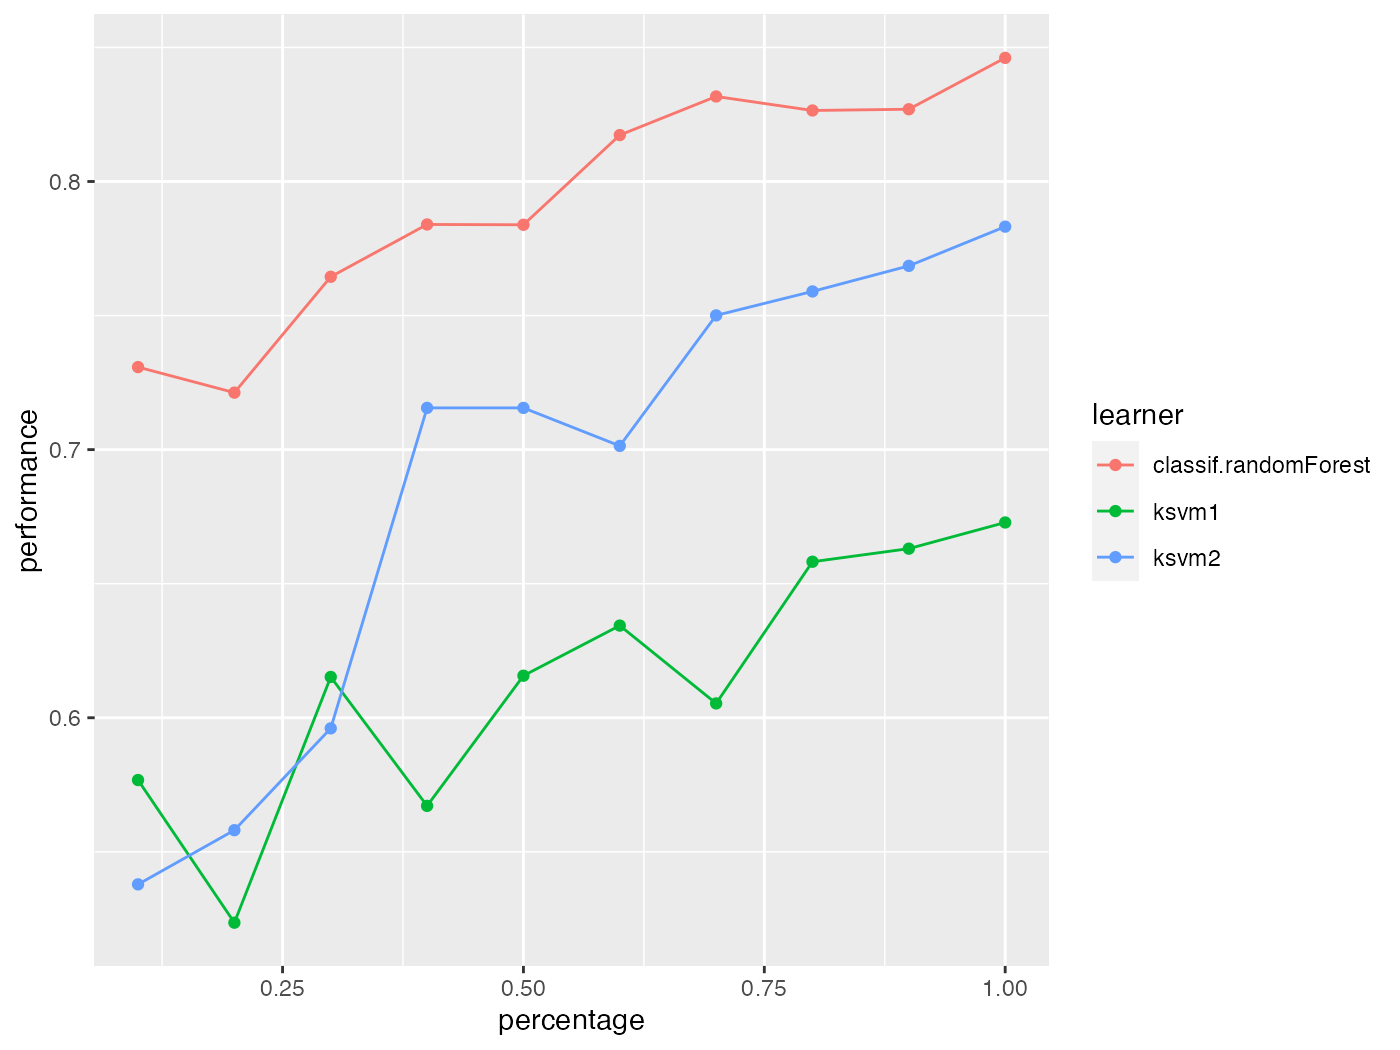 0.8
0.7
0.6
performance
0.25
0.50
0.75
1.00
percentage
learner
classif.randomForest
ksvm1
ksvm2